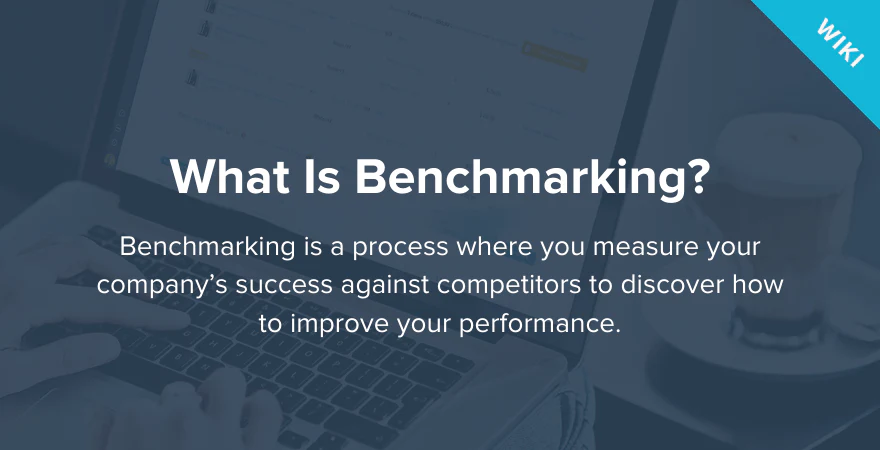 WIKI
What Is Benchmarking?
Benchmarking is a process where you measure your
company’s success against competitors to discover how
to improve your performance.